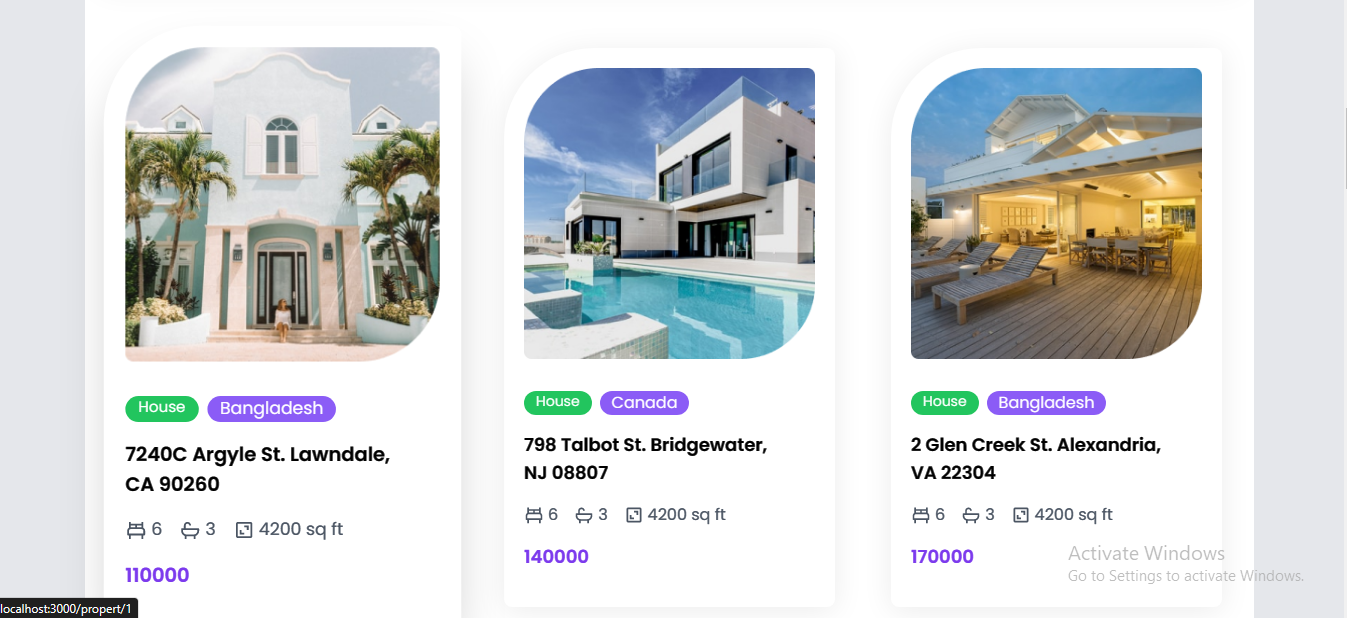 House
Bangladesh
7240C Argyle St. Lawndale,
CA 90260
6
3
4200 sq ft
110000
House
Canada
798 Talbot St. Bridgewater,
NJ 08807
6
3
4200 sq ft
140000
House
Bangladesh
2 Glen Creek St. Alexandria,
VA 22304
6
3
4200 sq ft
170000
Activate Windows
Go to Settings to activate Windows.
localhost:3000/propert/1